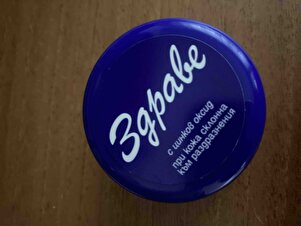 Здраве
с цинков оксид
при кожа склонна
към раздразнения